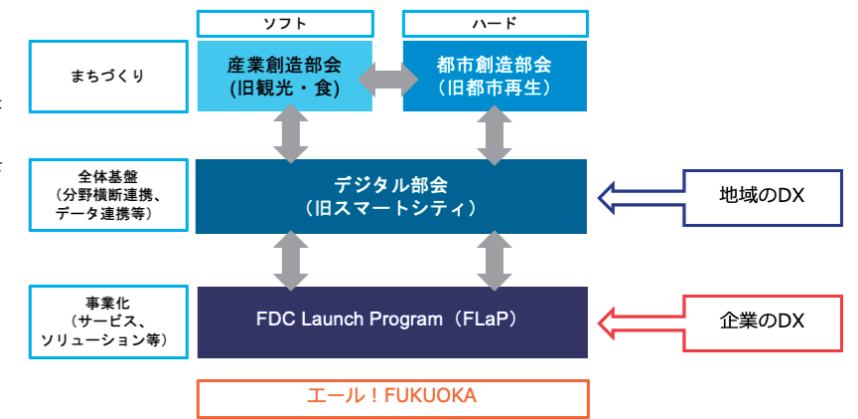 ソフト
ハード
まちづくり
産業創造部会
(旧観光・食)
都市創造部会
（旧都市再生）
全体基盤
（分野横断連携、
データ連携等）
デジタル部会
（旧スマートシティ）
地域のDX
事業化
（サービス、
ソリューション等）
FDC Launch Program（FLaP）
企業のDX
エール！FUKUOKA